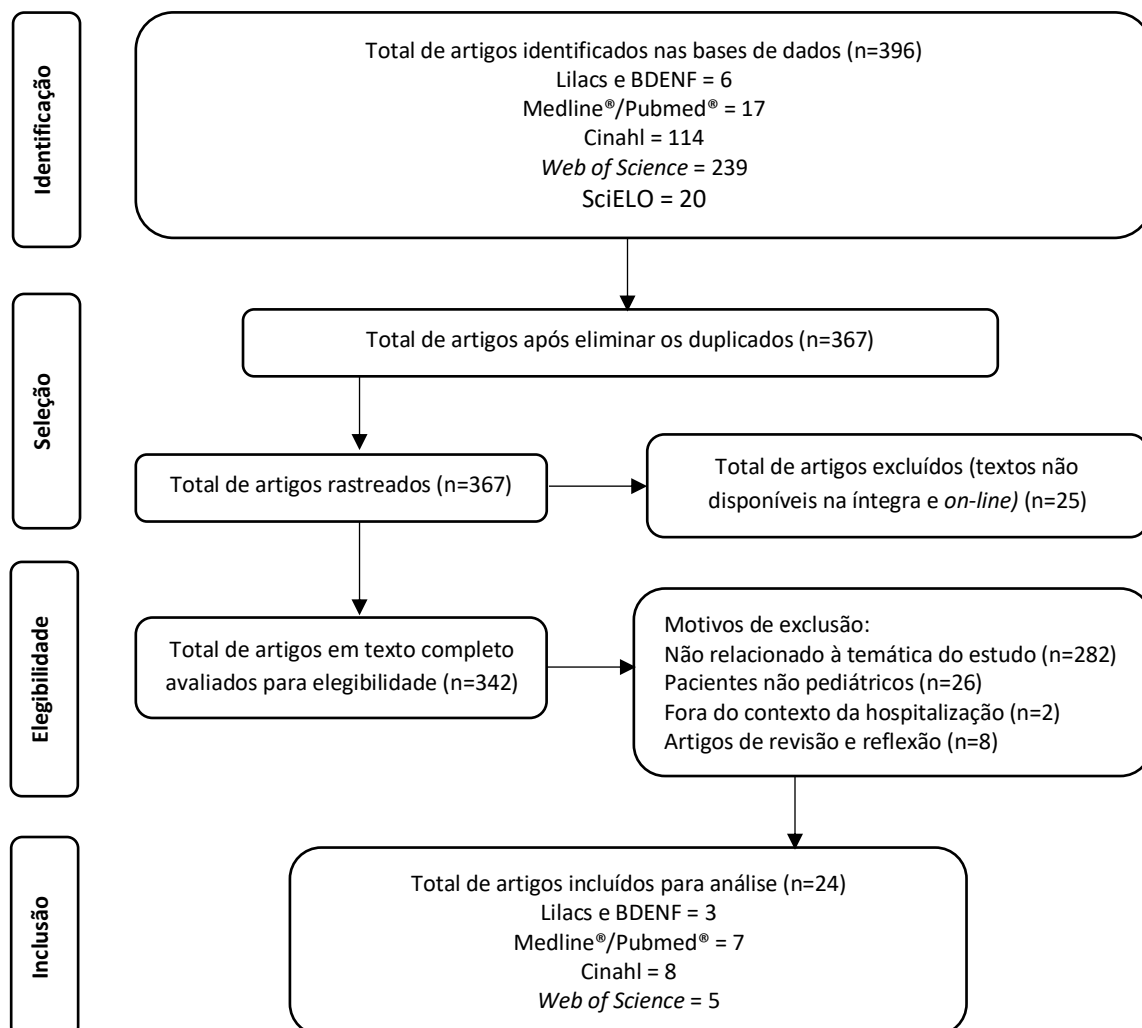 Identificação
Total de artigos identificados nas bases de dados (n=396)
Lilacs e BDENF = 6
Medline®/Pubmed® = 17
Cinahl = 114
Web of Science = 239
SciELO = 20
Seleção
Total de artigos após eliminar os duplicados (n=367)
Total de artigos rastreados (n=367)
Total de artigos excluídos (textos não
disponíveis na íntegra e on-line) (n=25)
Elegibilidade
Total de artigos em texto completo
avaliados para elegibilidade (n=342)
Motivos de exclusão:
Não relacionado à temática do estudo (n=282)
Pacientes não pediátricos (n=26)
Fora do contexto da hospitalização (n=2)
Artigos de revisão e reflexão (n=8)
Inclusão
Total de artigos incluídos para análise (n=24)
Lilacs e BDENF = 3
Medline®/Pubmed® = 7
Cinahl = 8
Web of Science = 5